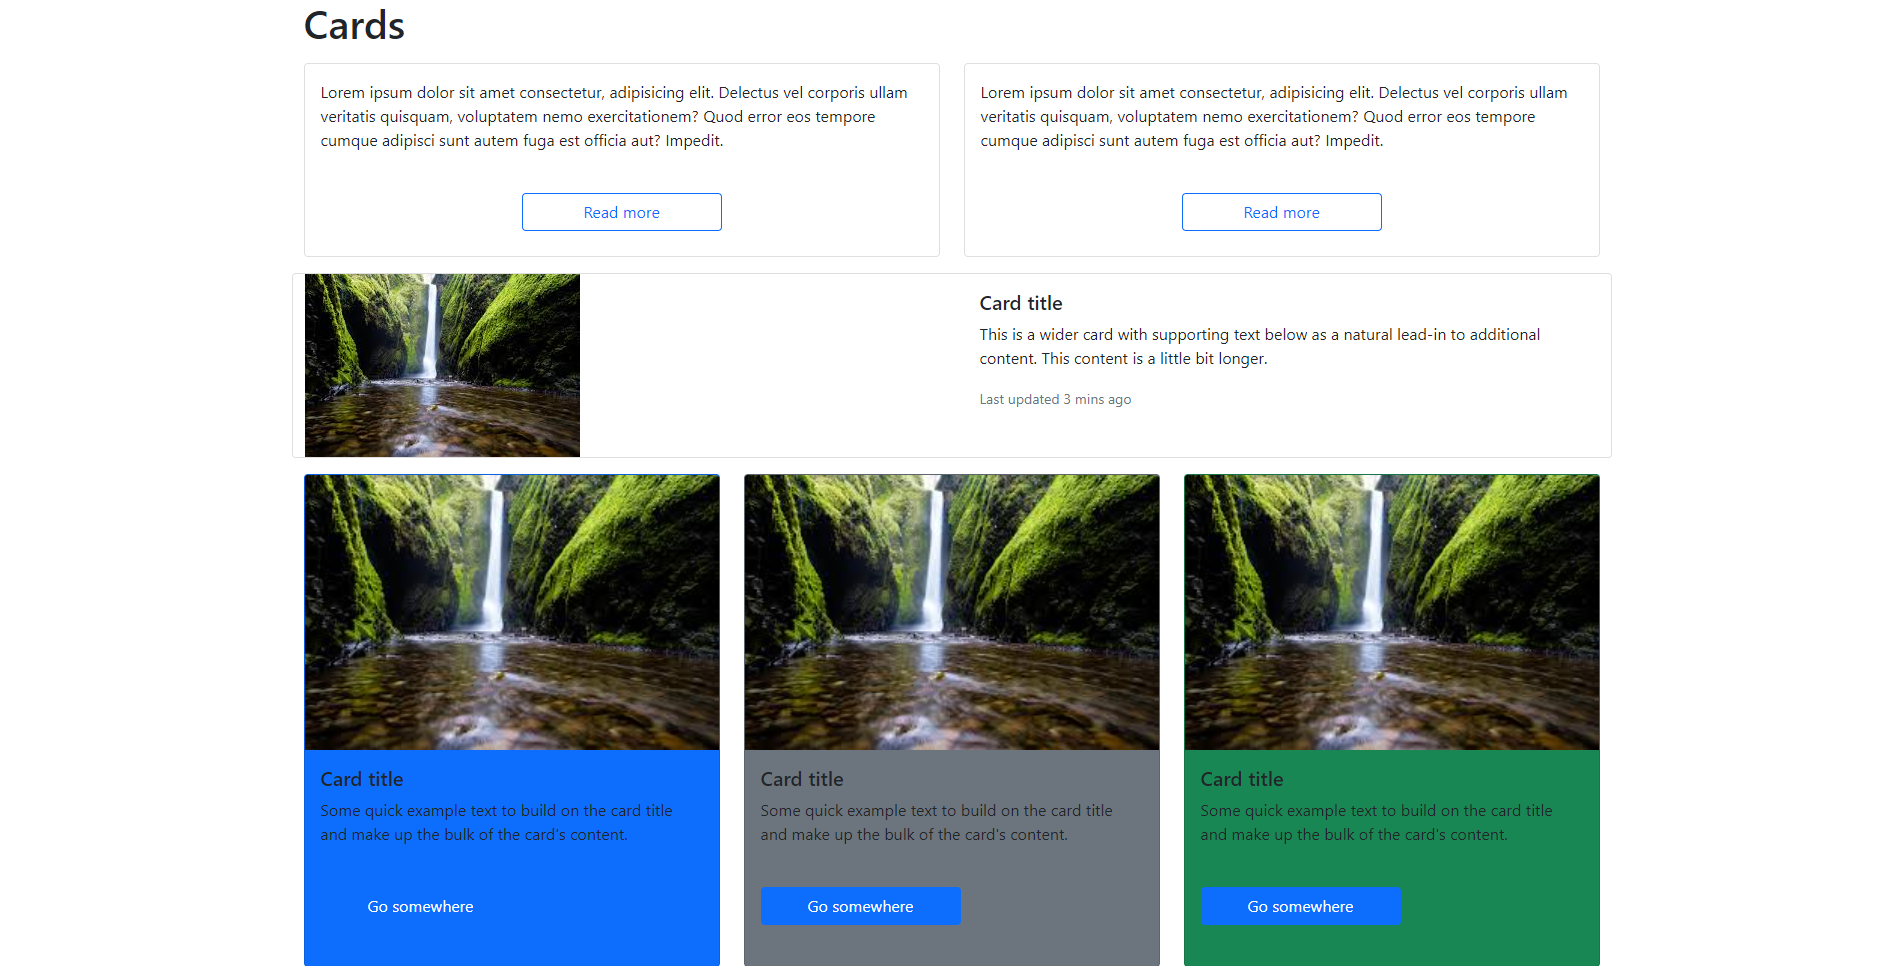 Cards
Lorem ipsum dolor sit amet consectetur, adipisicing elit. Delectus vel corporis ullam
veritatis quisquam, voluptatem nemo exercitationem? Quod error eos tempore
cumque adipisci sunt autem fuga est officia aut? Impedit.
Read more
Lorem ipsum dolor sit amet consectetur, adipisicing elit. Delectus vel corporis ullam
veritatis quisquam, voluptatem nemo exercitationem? Quod error eos tempore
cumque adipisci sunt autem fuga est officia aut? Impedit.
Read more
Card title
This is a wider card with supporting text below as a natural lead-in to additional
content. This content is a little bit longer.
Last updated 3 mins ago
Card title
Some quick example text to build on the card title
and make up the bulk of the card's content.
Go somewhere
Card title
Some quick example text to build on the card title
and make up the bulk of the card's content.
Go somewhere
Card title
Some quick example text to build on the card title
and make up the bulk of the card's content.
Go somewhere